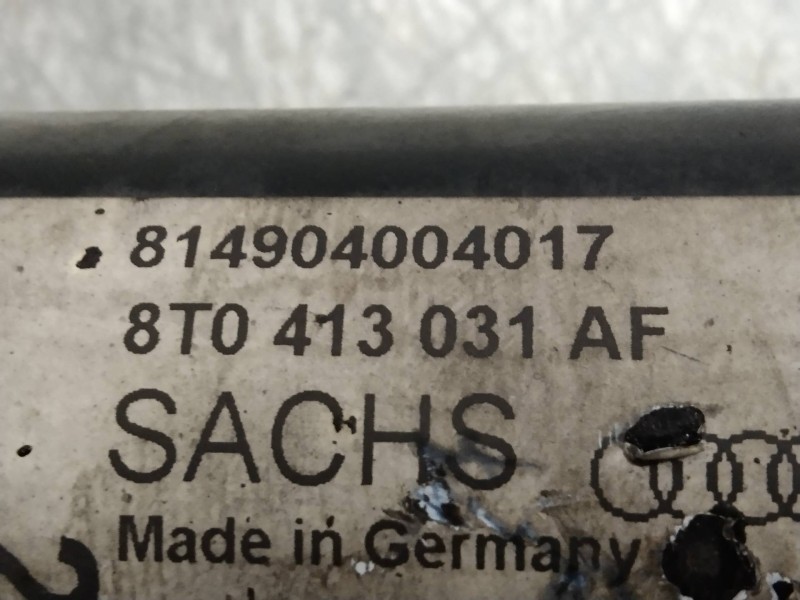 814904004017
8T0 413 031 AF
SACHS
Made in Germany